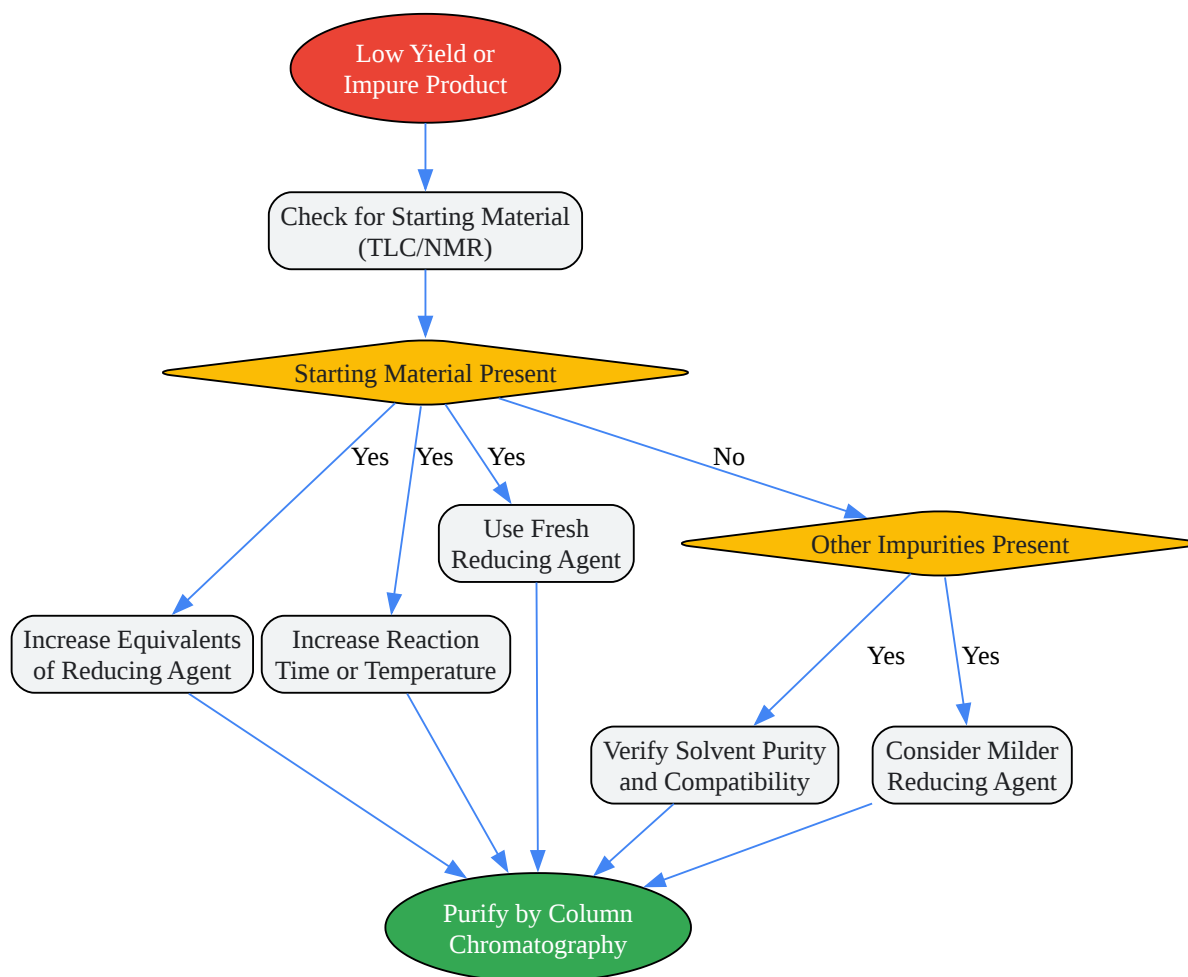 Low Yield or
Impure Product
Check for Starting Material
(TLC/NMR)
Starting Material Present
Yes
Yes
Yes
No
Use Fresh
Reducing Agent
Other Impurities Present
Increase Equivalents
of Reducing Agent
Increase Reaction
Time or Temperature
Yes
Yes
Verify Solvent Purity
and Compatibility
Consider Milder
Reducing Agent
Purify by Column
Chromatography